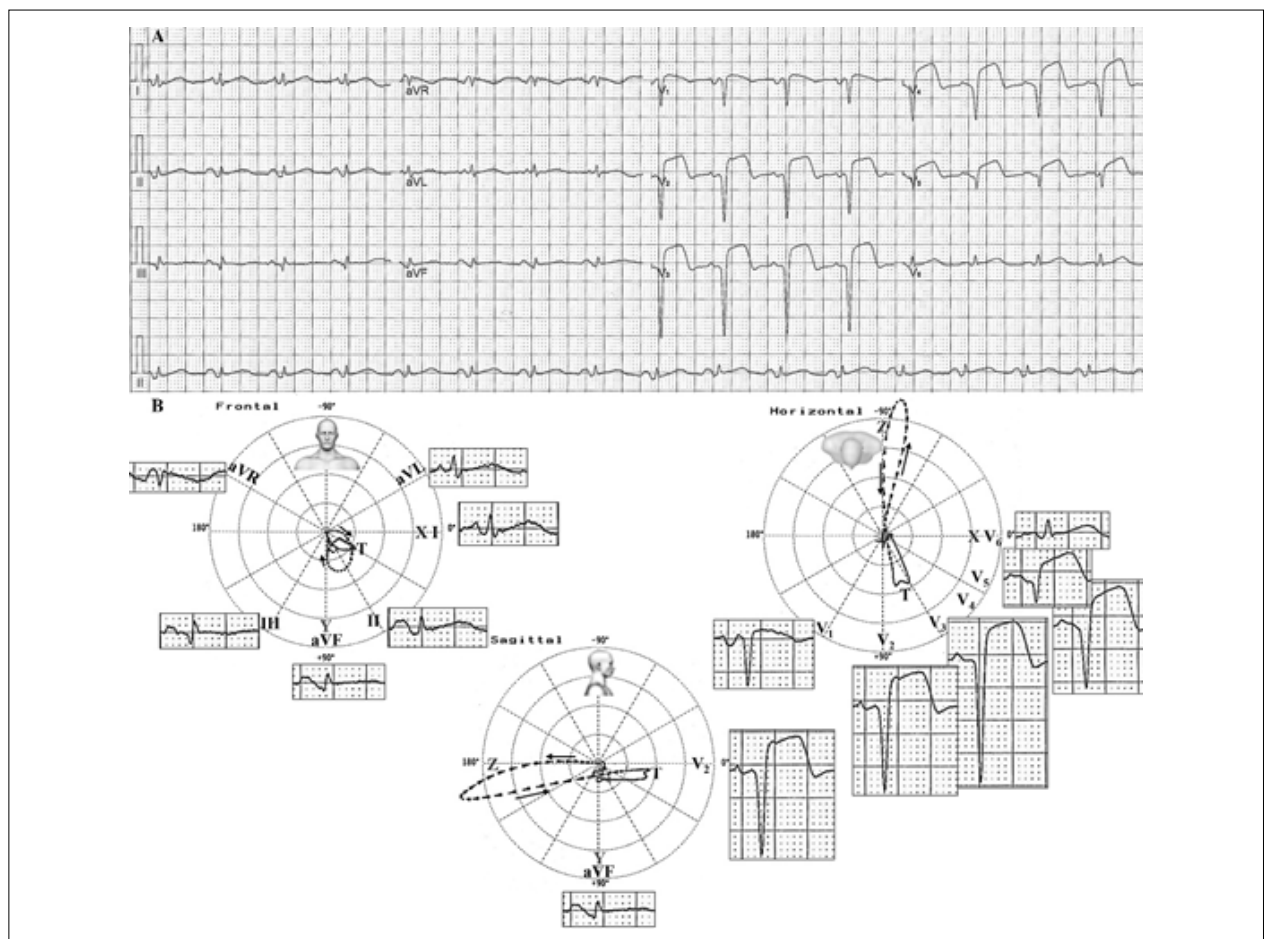 A
I
aVR
V₁
V₄
II
aVL
V₂
V₅
III
aVF
V₃
V₆
II
B
Frontal
-90°
Horizontal
-90°
Z
aVR
aVL
180°
X I
0°
T
IH
II
Y
aVF
+90°
180°
X V₆
0°
V₅
V₄
V₃
T
V₁
V₂
+90°
Sagittal
-90°
180°
Z
T
V₂
0°
Y
aVF
+90°